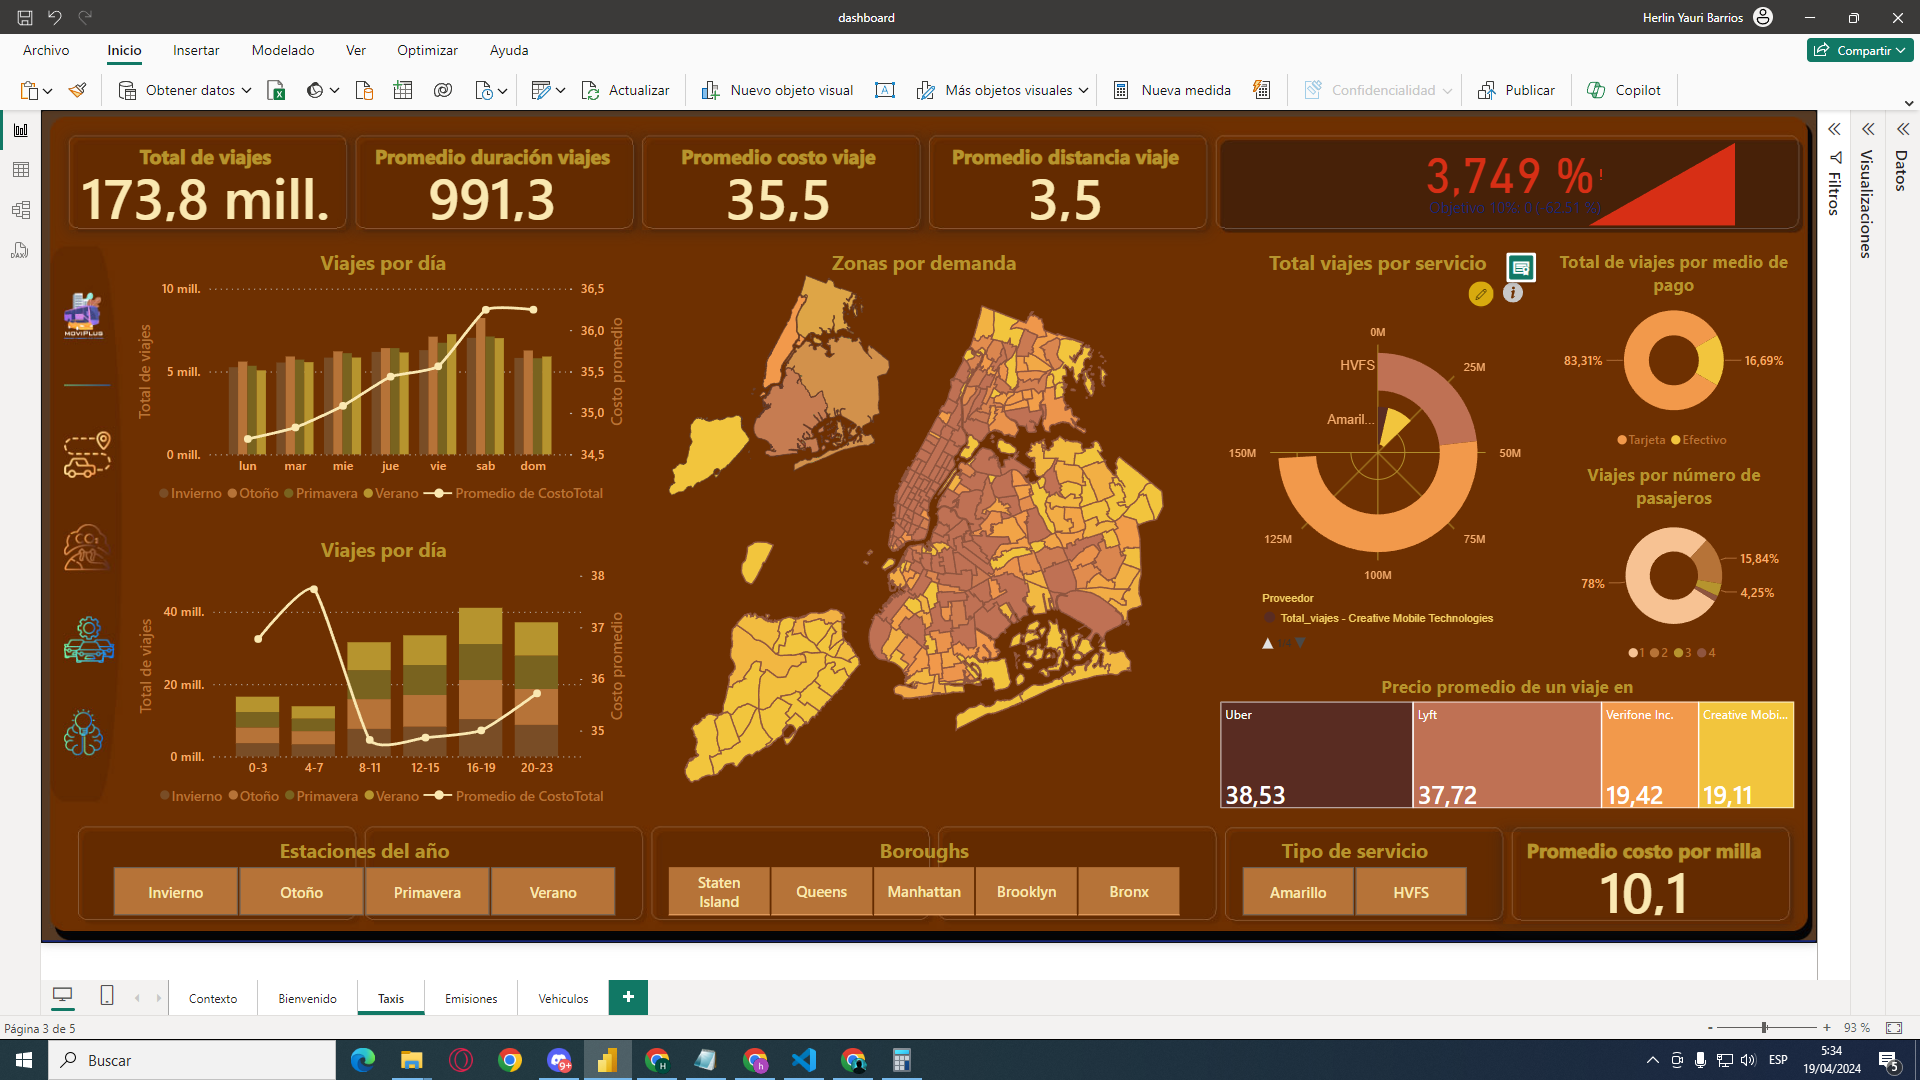 dashboard
Herlin Yauri Barrios
Archivo
Inicio
Insertar
Modelado
Ver
Optimizar
Ayuda
Compartir
Obtener datos
Actualizar
Nuevo objeto visual
Más objetos visuales
Nueva medida
Confidencialidad
Publicar
Copilot
Total de viajes
173,8 mill.
Promedio duración viajes
991,3
Promedio costo viaje
35,5
Promedio distancia viaje
3,5
3,749 %!
Filtros
Visualizaciones
Datos
DAX
MOVIPLUS
Viajes por día
Total de viajes
10 mill.
5 mill.
0 mill.
36,5
36,0
35,5
35,0
34,5
Costo promedio
lun mar mie jue vie sab dom
Invierno Otoño Primavera Verano Promedio de CostoTotal
Viajes por día
Total de viajes
40 mill.
20 mill.
0 mill.
38
37
36
35
Costo promedio
0-3 4-7 8-11 12-15 16-19 20-23
Invierno Otoño Primavera Verano Promedio de CostoTotal
Zonas por demanda
Total viajes por servicio
0M
25M
50M
75M
100M
125M
150M
HVFS
Amaril...
Proveedor
Total_viajes - Creative Mobile Technologies
Total de viajes por medio de
pago
83,31%
16,69%
Tarjeta Efectivo
Viajes por número de
pasajeros
78%
15,84%
4,25%
1 2 3 4
Precio promedio de un viaje en
Uber
38,53
Lyft
37,72
Verifone Inc.
19,42
Creative Mobi...
19,11
Estaciones del año
Invierno
Otoño
Primavera
Verano
Boroughs
Staten
Island
Queens
Manhattan
Brooklyn
Bronx
Tipo de servicio
Amarillo
HVFS
Promedio costo por milla
10,1
Contexto
Bienvenido
Taxis
Emisiones
Vehiculos
+
Página 3 de 5
- + 93 %
Buscar
9+
ESP
5:34
19/04/2024
5